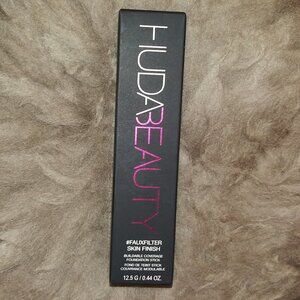 HUDABEAUTY
#FAUXFILTER
SKIN FINISH
BUILDABLE COVERAGE
FOUNDATION STICK
FOND DE TEINT STICK
COUVRANCE MODULABLE
12.5 G / 0.44 OZ.